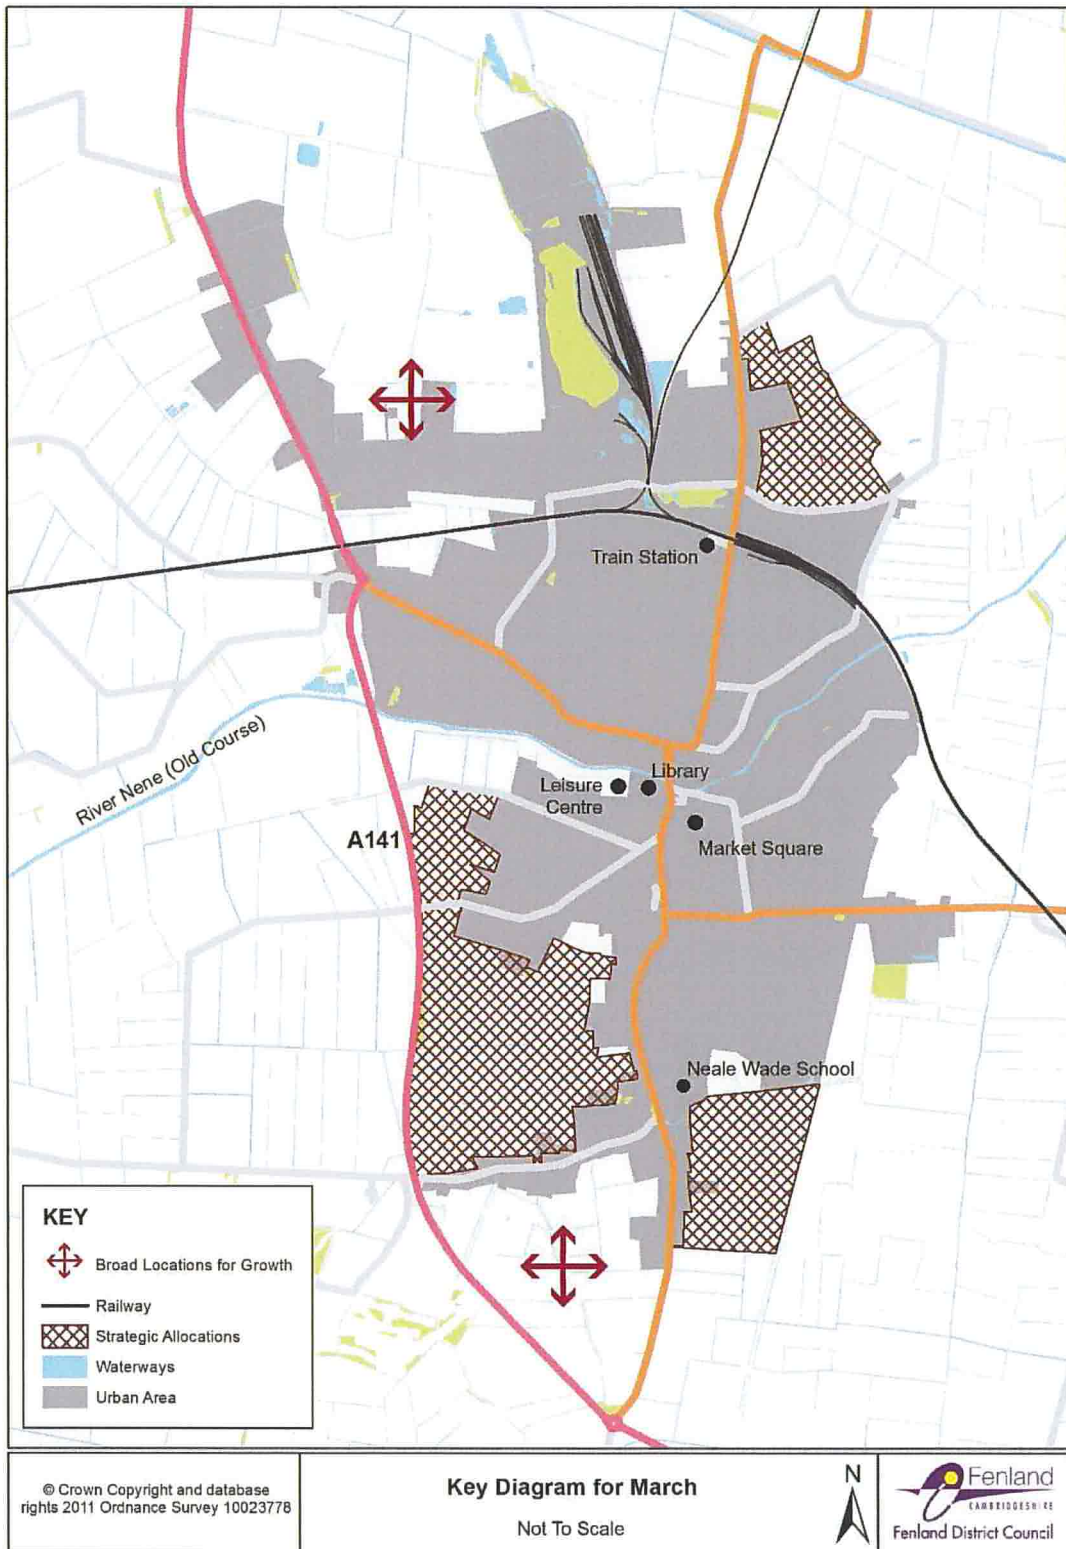 Train Station
River Nene (Old Course)
Leisure
Centre
Library
A141
Market Square
Neale Wade School
KEY
Broad Locations for Growth
Railway
Strategic Allocations
Waterways
Urban Area
© Crown Copyright and database
rights 2011 Ordnance Survey 10023778
Key Diagram for March
Not To Scale
N
Fenland
CAMBRIDGESHIRE
Fenland District Council